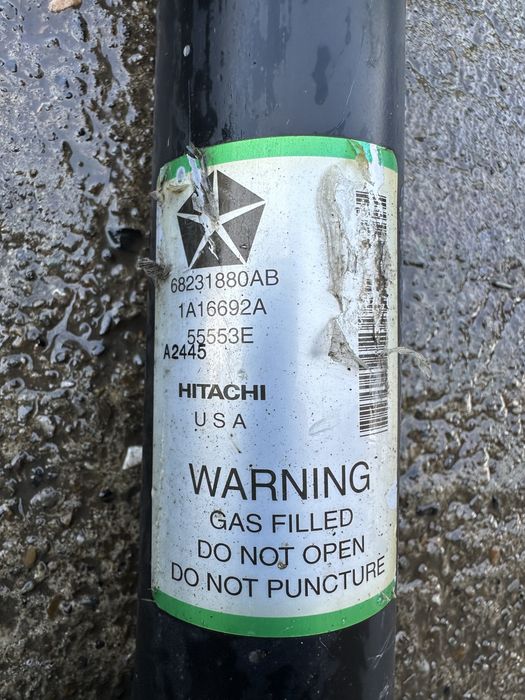 68231880AB
1A16692A
55553E
A2445
HITACHI
USA
WARNING
GAS FILLED
DO NOT OPEN
DO NOT PUNCTURE